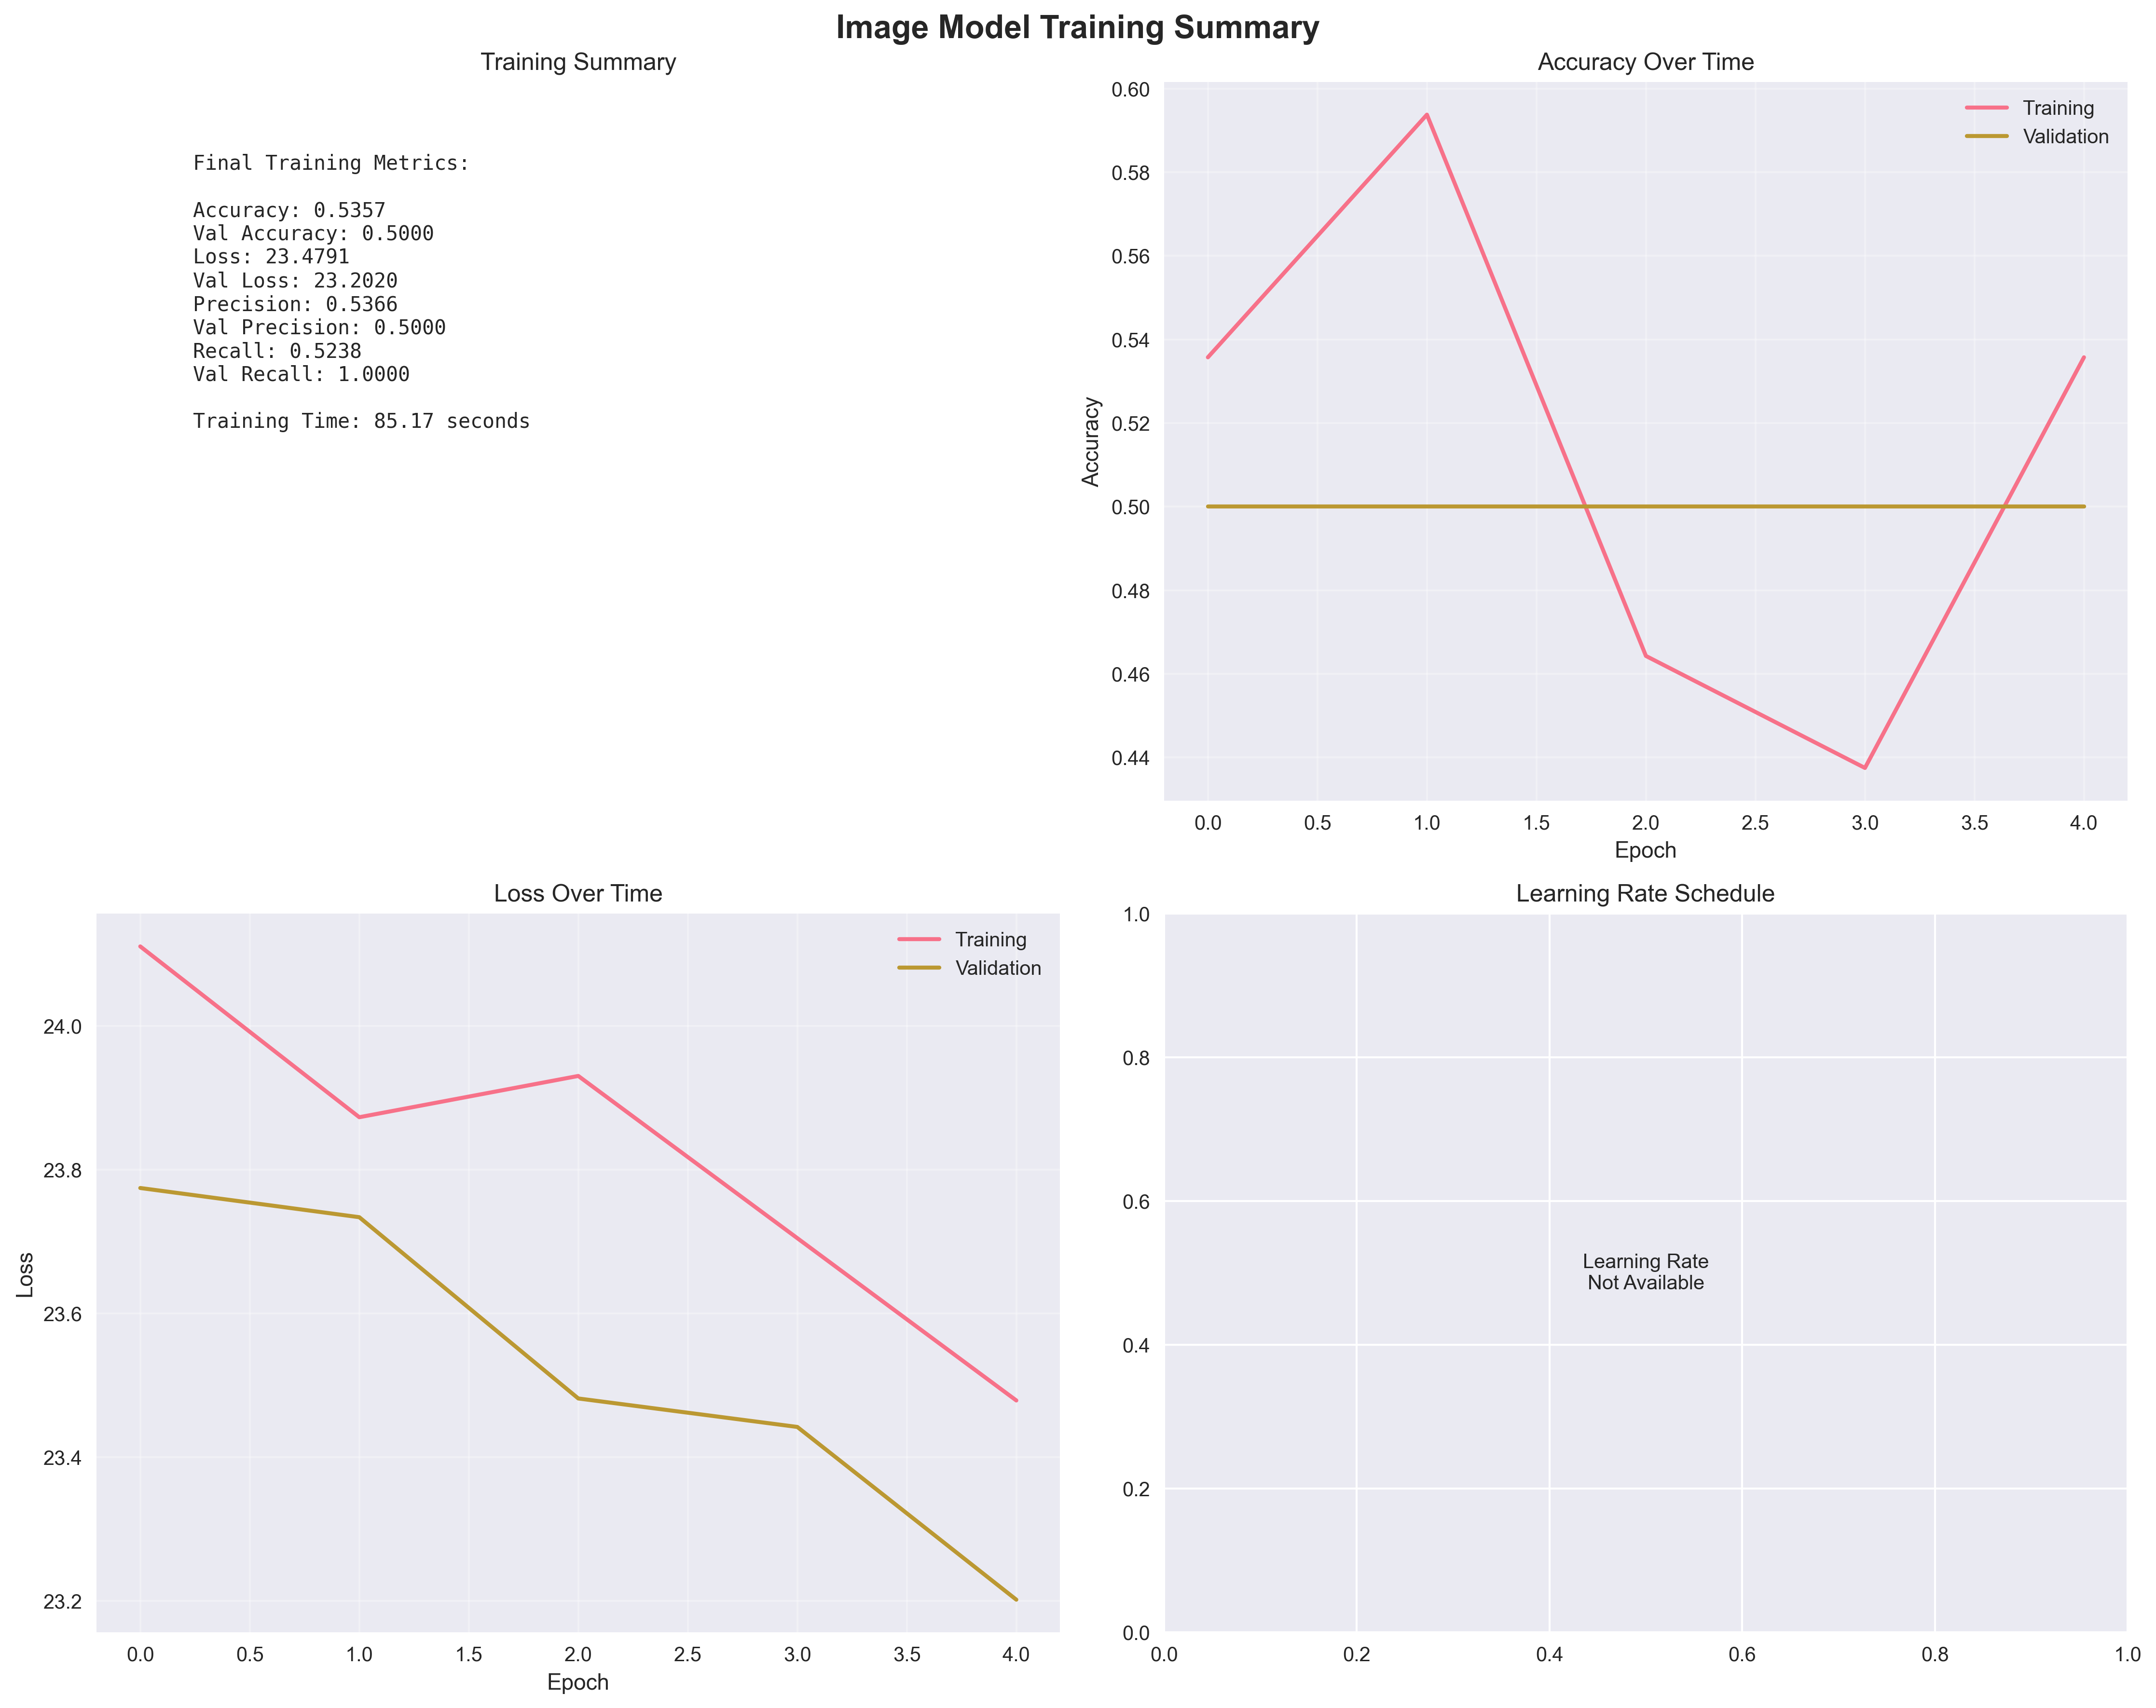 Image Model Training Summary
Training Summary
Final Training Metrics:
Accuracy: 0.5357
Val Accuracy: 0.5000
Loss: 23.4791
Val Loss: 23.2020
Precision: 0.5366
Val Precision: 0.5000
Recall: 0.5238
Val Recall: 1.0000
Training Time: 85.17 seconds
Accuracy Over Time
Training
Validation
Accuracy
0.60
0.58
0.56
0.54
0.52
0.50
0.48
0.46
0.44
0.0 0.5 1.0 1.5 2.0 2.5 3.0 3.5 4.0
Epoch
Loss Over Time
Training
Validation
Loss
24.0
23.8
23.6
23.4
23.2
0.0 0.5 1.0 1.5 2.0 2.5 3.0 3.5 4.0
Epoch
Learning Rate Schedule
1.0
0.8
0.6
0.4
0.2
0.0
Learning Rate
Not Available
0.0 0.2 0.4 0.6 0.8 1.0